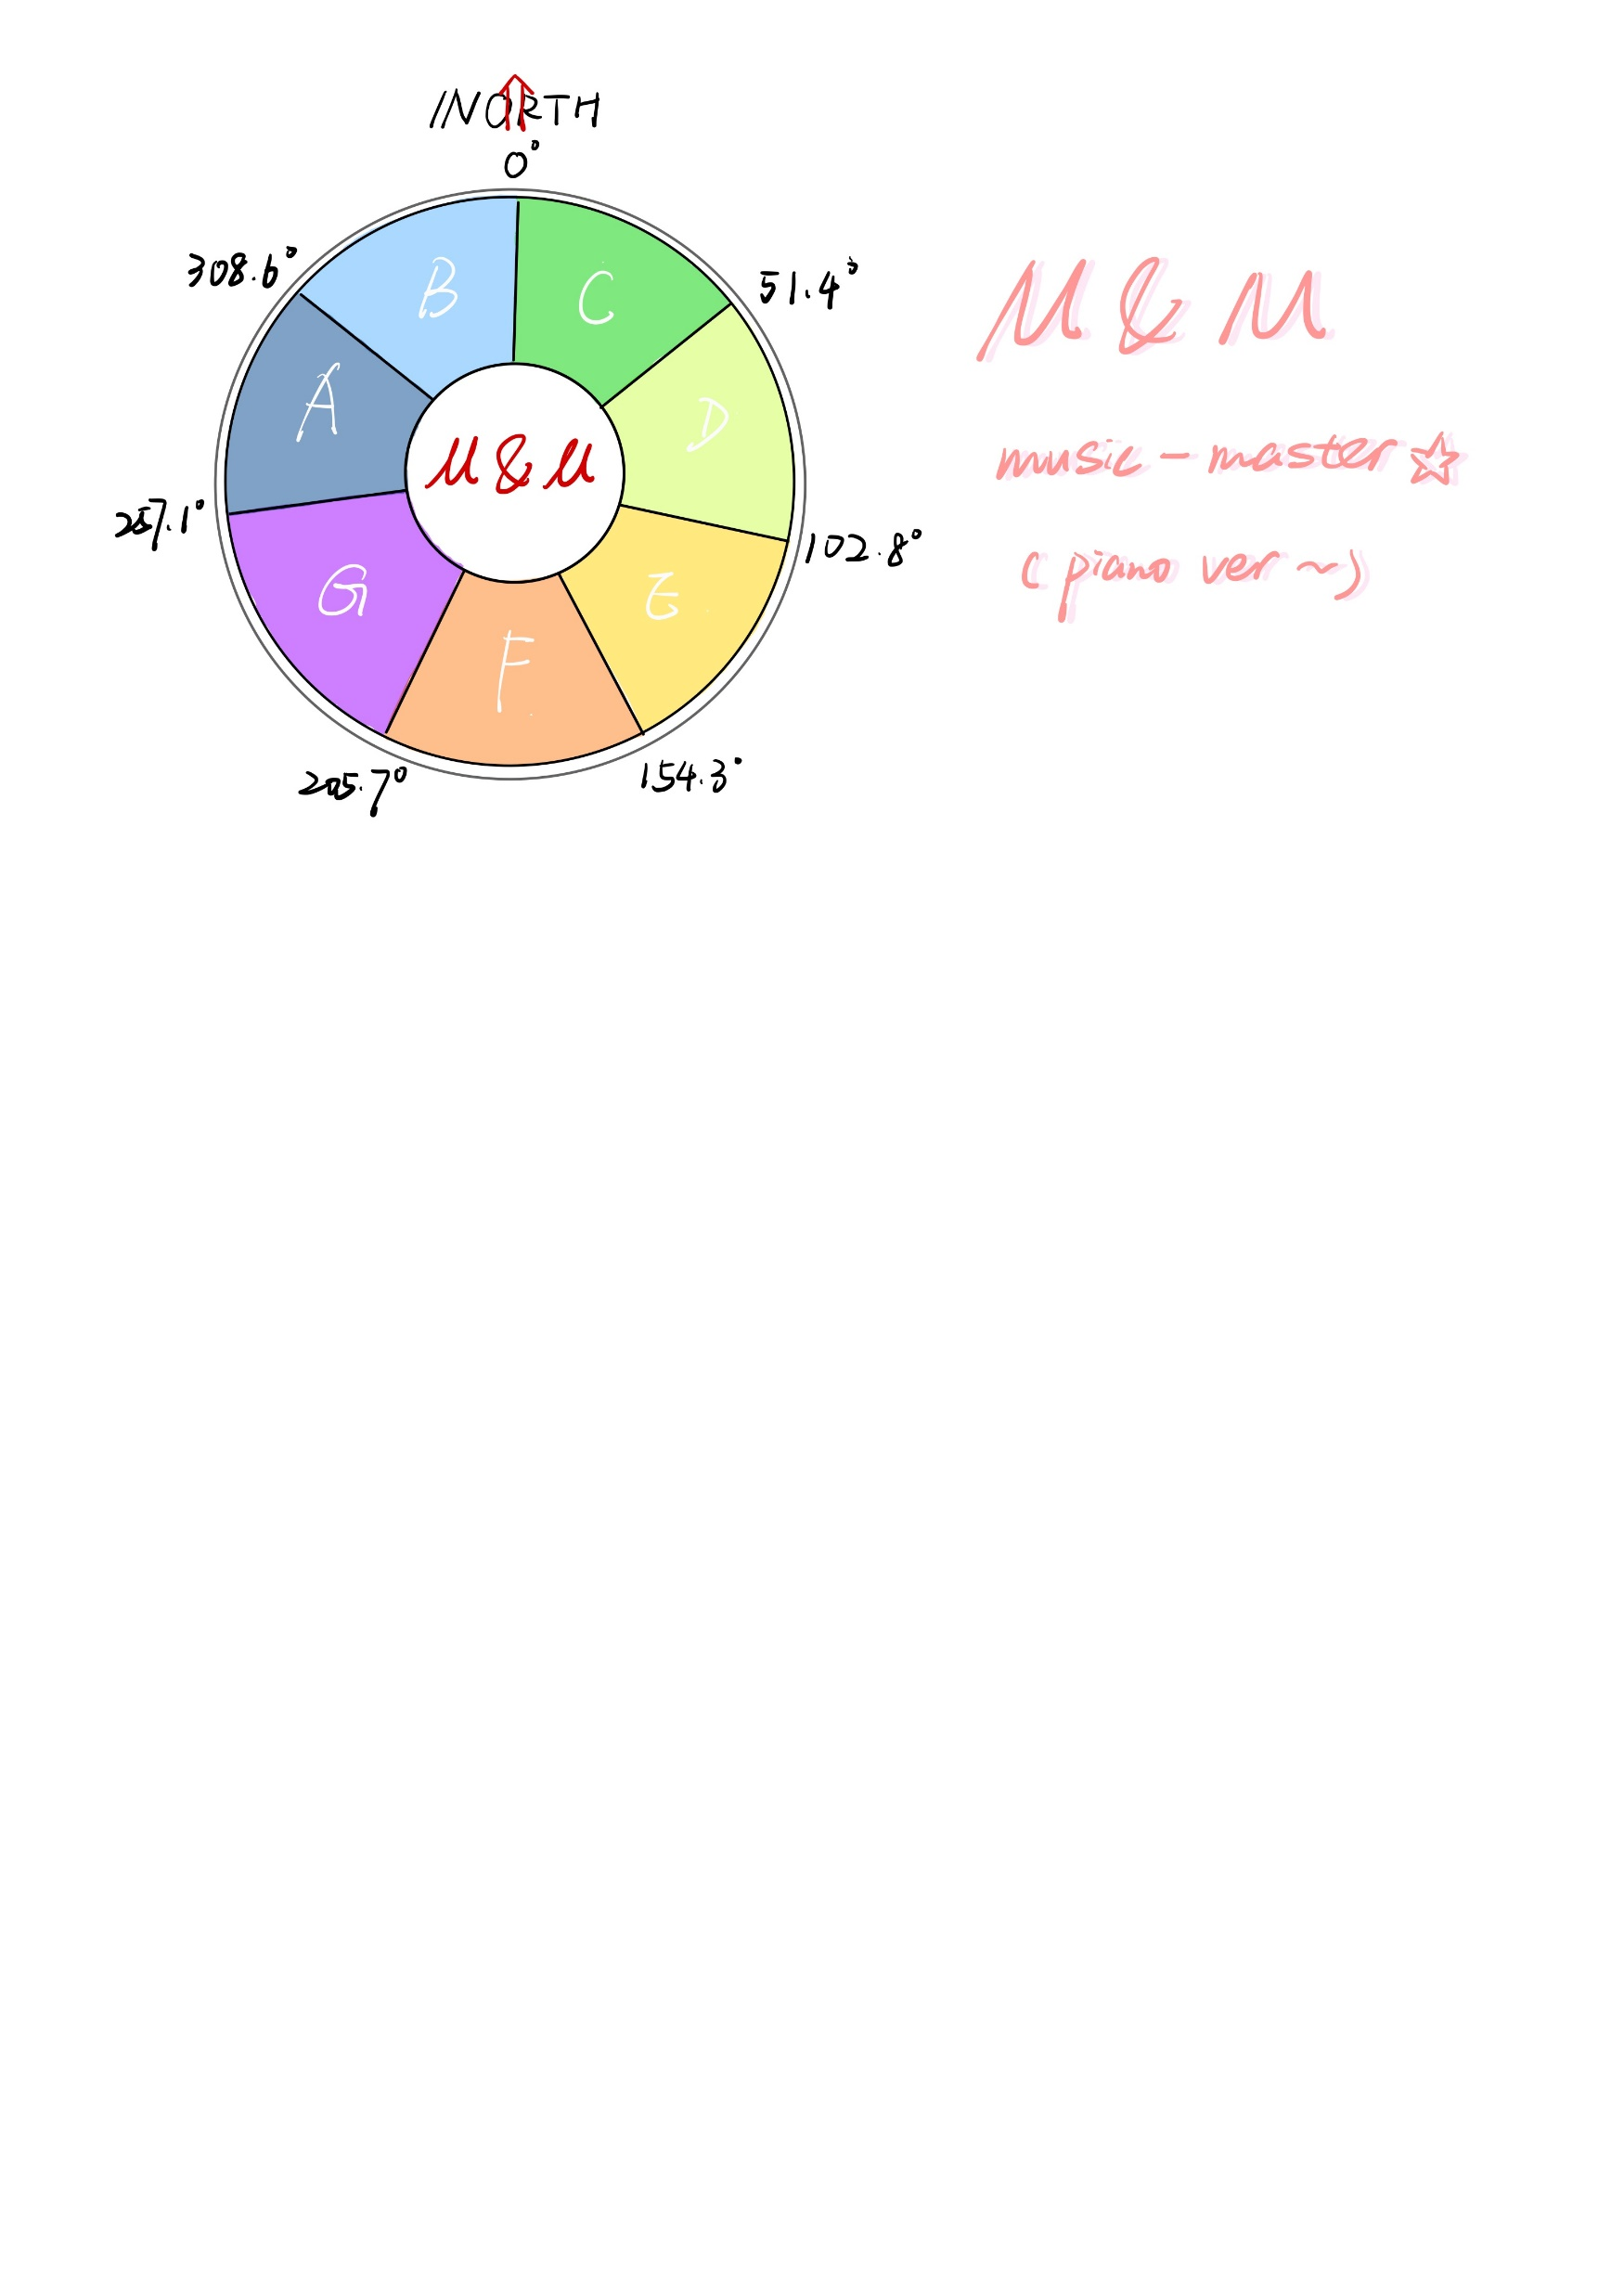 NORTH
0°
308.6°
51.4°
B
C
A
D
M & M
257.1°
102.8°
G
E
F
205.7°
154.3°
M & M
music - master ☆
( piano ver ~ )